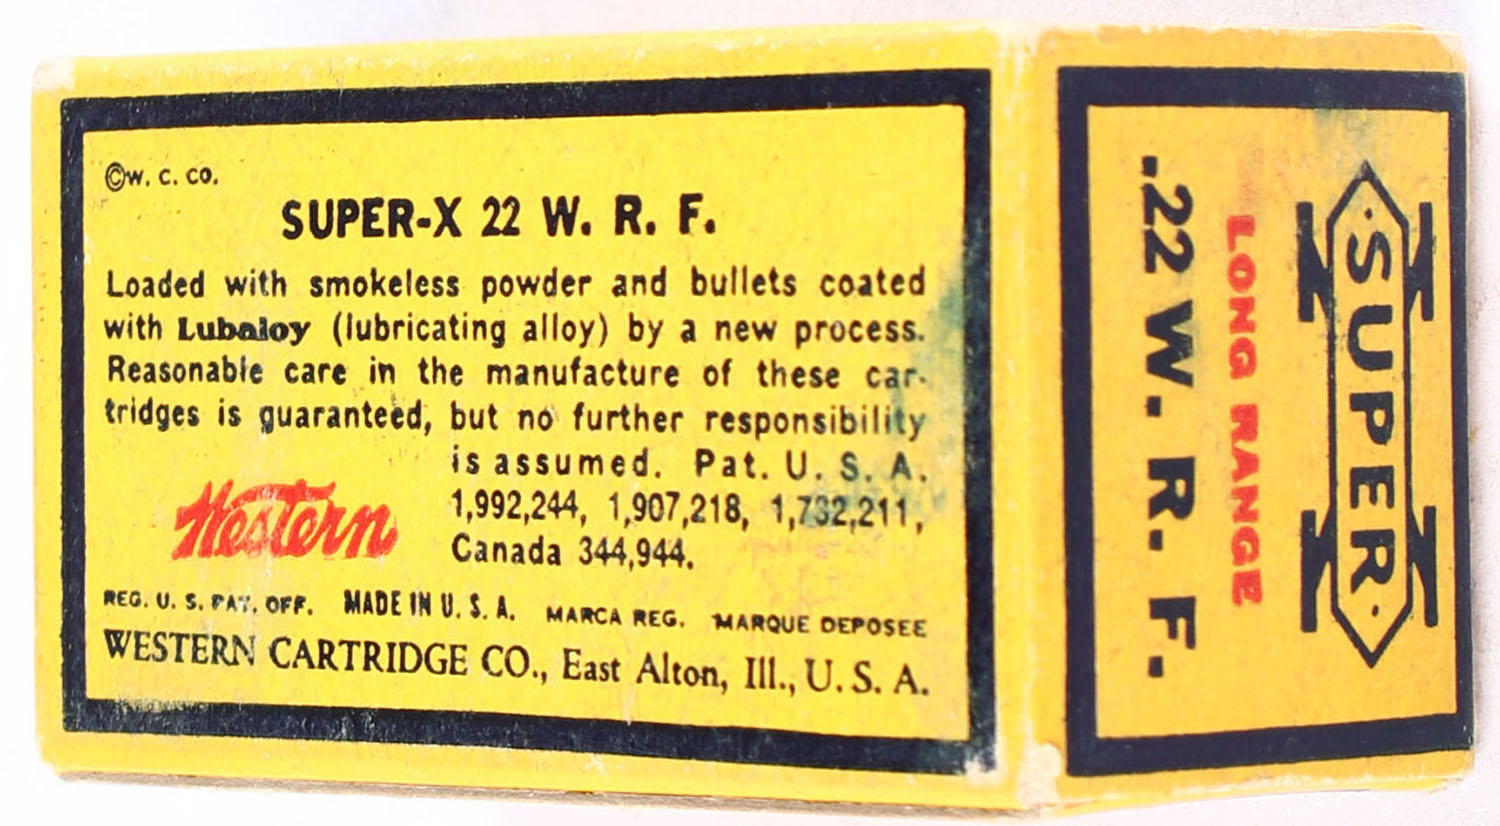 ©W. C. CO.
SUPER-X 22 W. R. F.
Loaded with smokeless powder and bullets coated
with Lubaloy (lubricating alloy) by a new process.
Reasonable care in the manufacture of these car-
tridges is guaranteed, but no further responsibility
is assumed. Pat. U. S. A.
1,992,244, 1,907,218, 1,732,211,
Canada 344,944.
Western
REG. U. S. PAT. OFF. MADE IN U. S. A. MARCA REG. MARQUE DEPOSEE
WESTERN CARTRIDGE CO., East Alton, Ill., U. S. A.
SUPER X
LONG RANGE
.22 W. R. F.